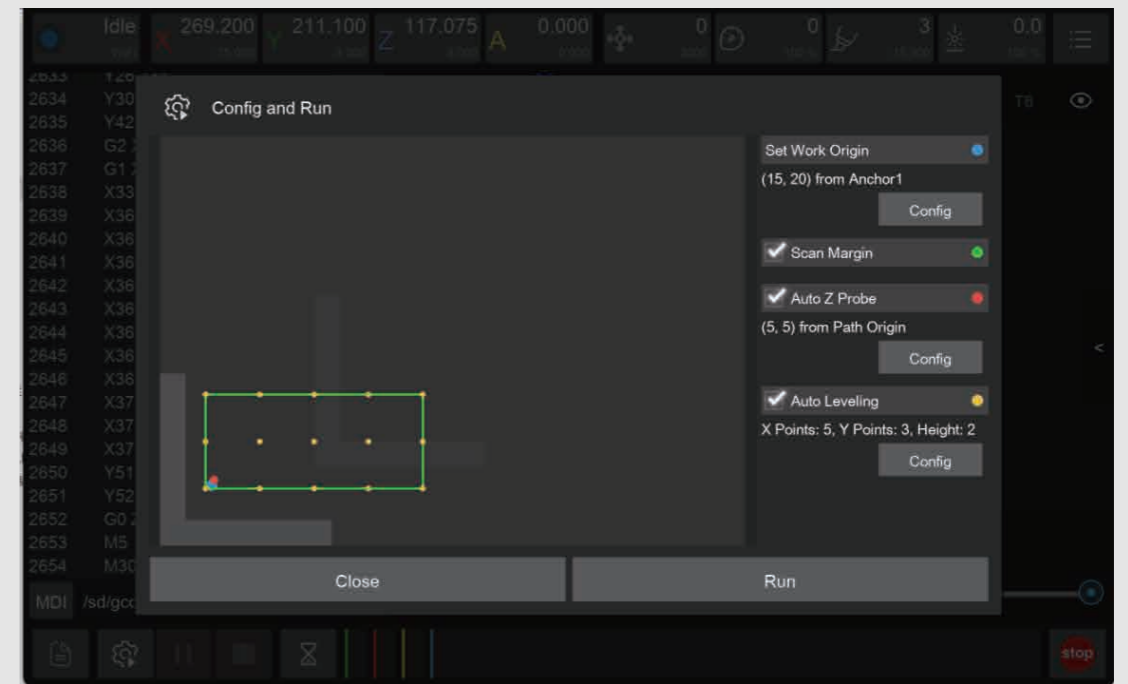 Idle 269.200 211.100 117.075 0.000 0 0 3 0.0
X Y Z A
2633 Y26
2634 Y30
2635 Y42
2636 G2
2637 G1
2638 X33
2639 X36
2640 X36
2641 X36
2642 X36
2643 X36
2644 X36
2645 X36
2646 X36
2647 X37
2648 X37
2649 X37
2650 Y51
2651 Y52
2652 G0 Z
2653 M5
2654 M30
T6
<
Config and Run
Set Work Origin
(15, 20) from Anchor1
Config
Scan Margin
Auto Z Probe
(5, 5) from Path Origin
Config
Auto Leveling
X Points: 5, Y Points: 3, Height: 2
Config
Close Run
MDI /sd/gco
stop